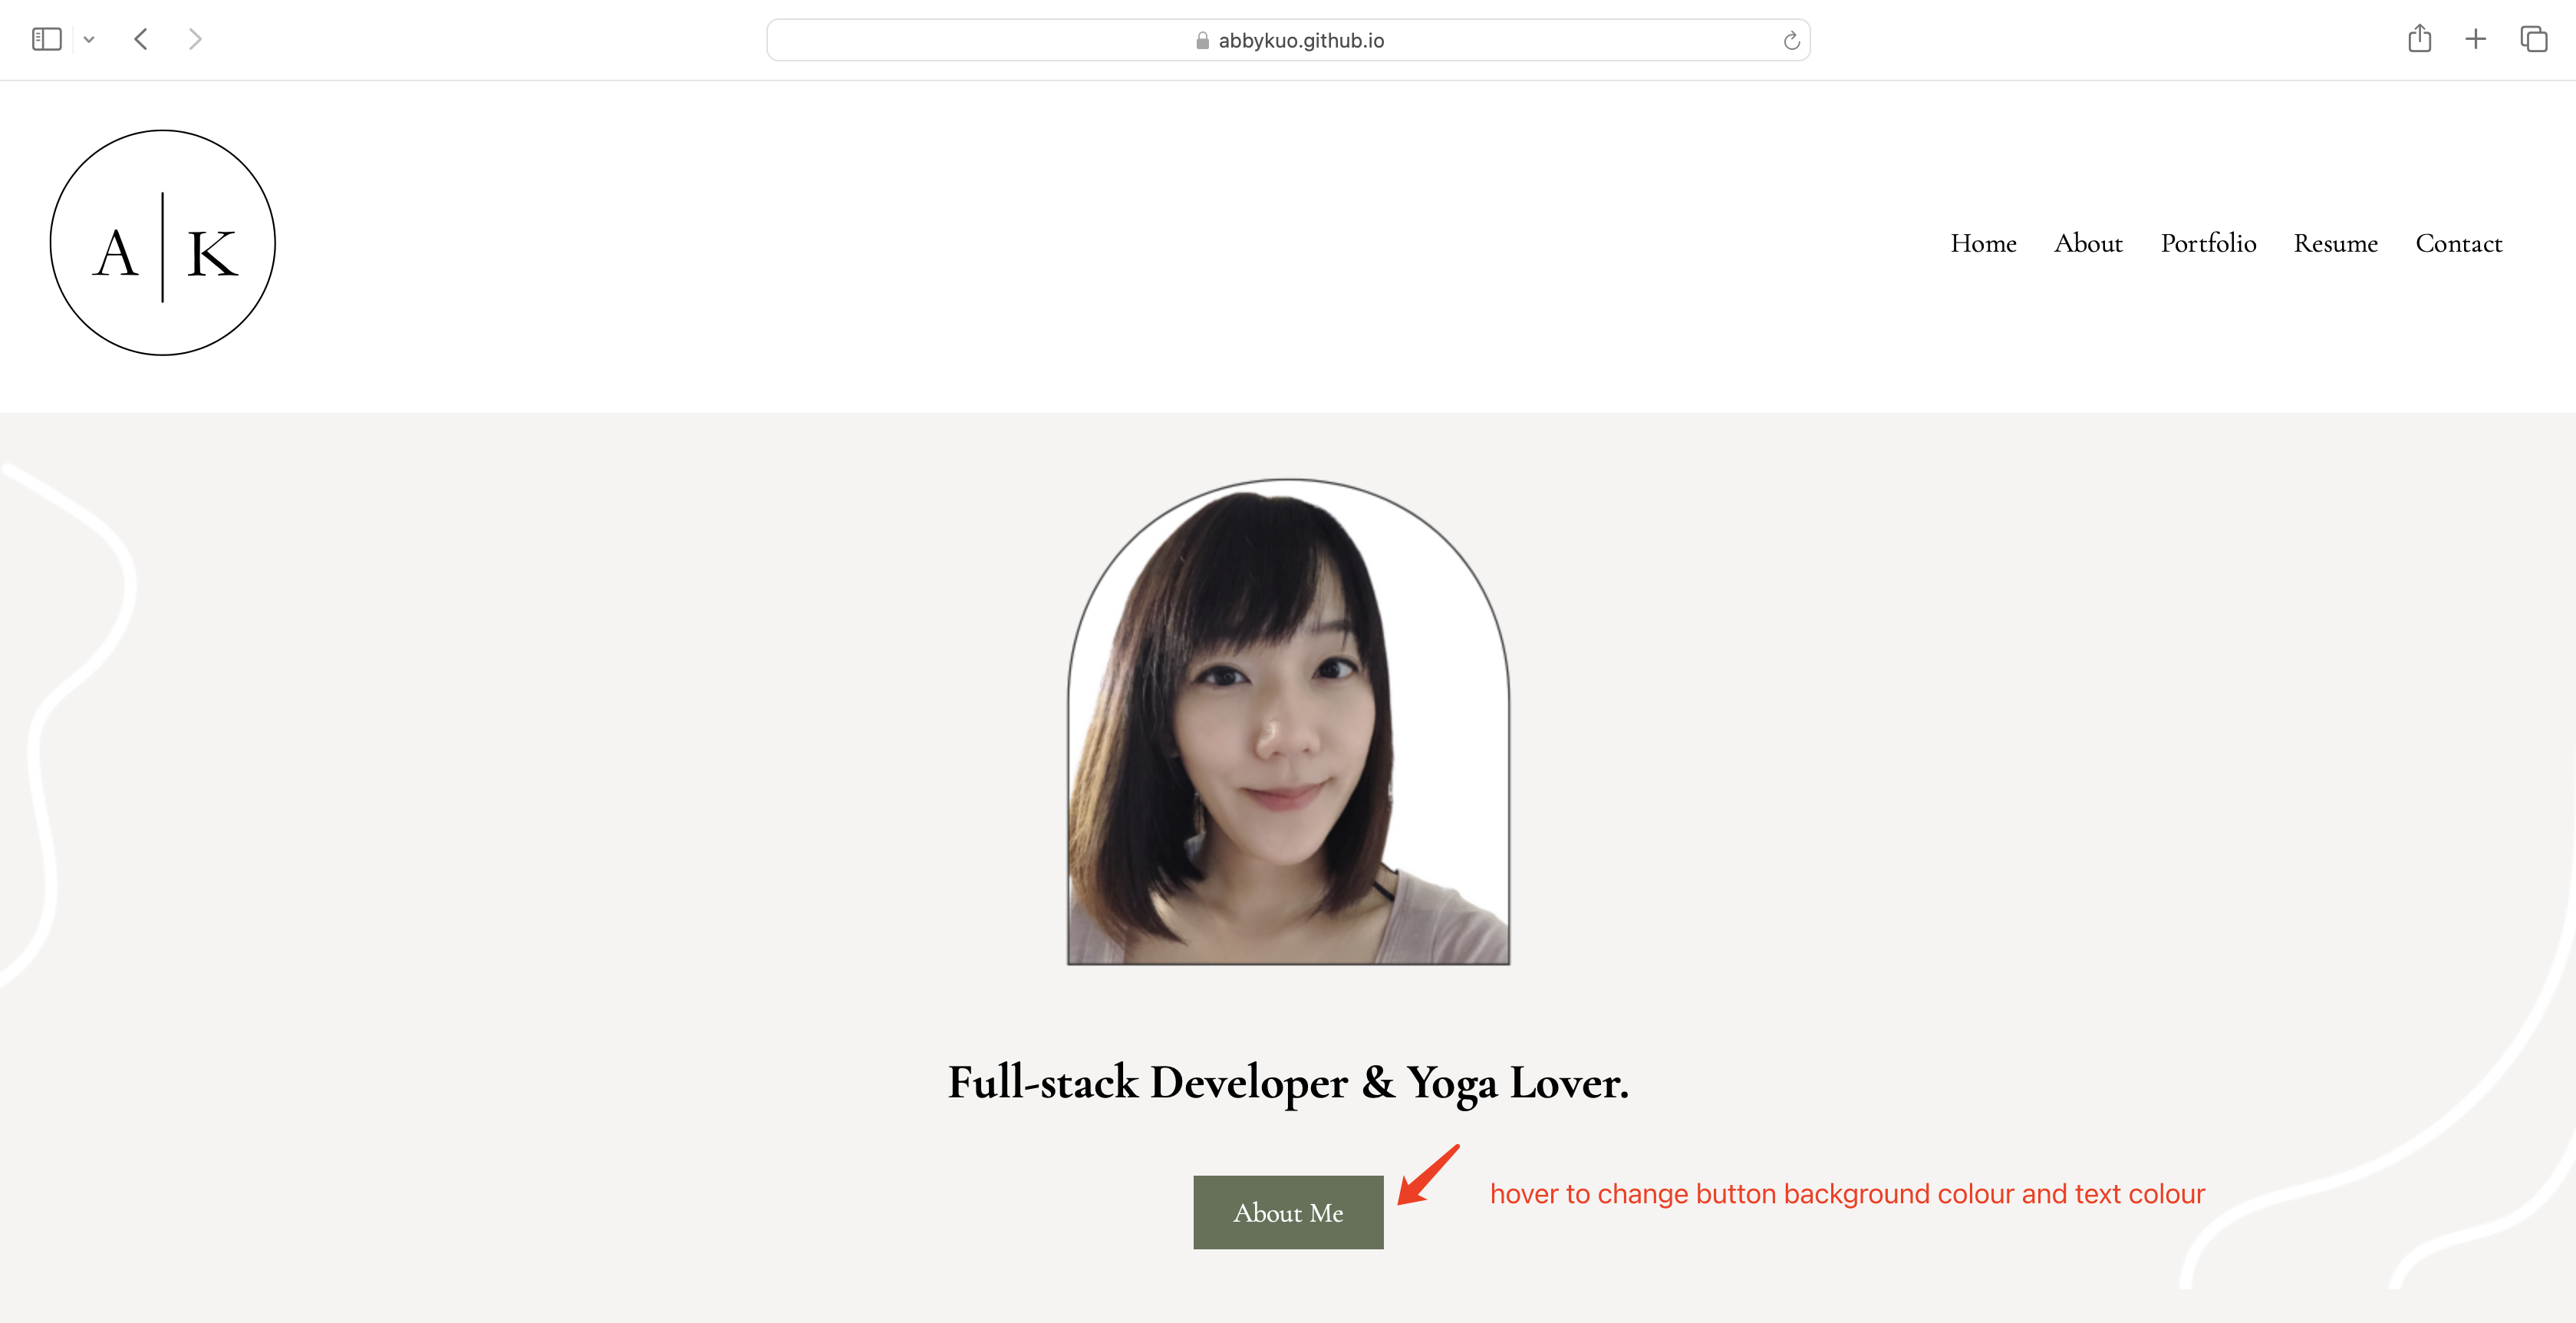 abbykuo.github.io
A | K
Home About Portfolio Resume Contact
Full-stack Developer & Yoga Lover.
About Me
hover to change button background colour and text colour